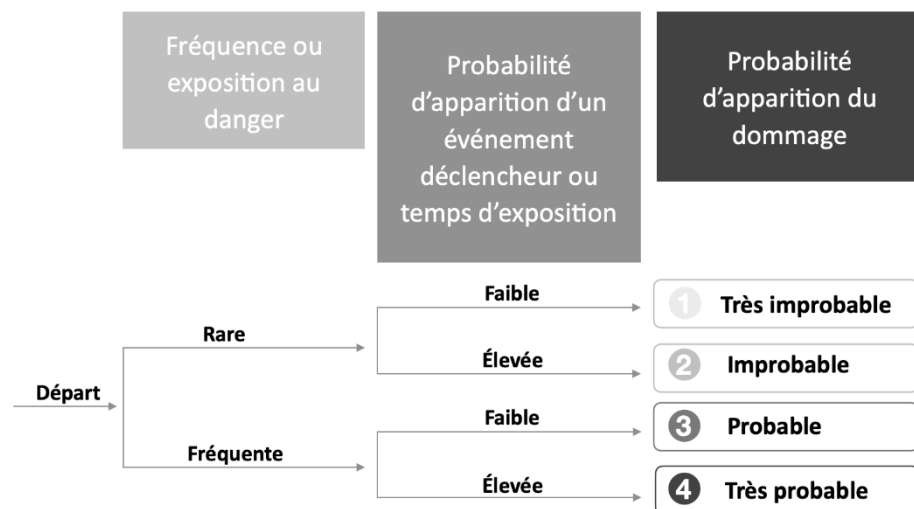 Fréquence ou
exposition au
danger
Probabilité
d'apparition d'un
événement
déclencheur ou
temps d'exposition
Probabilité
d'apparition du
dommage
Départ
Rare
Faible
1 Très improbable
Élevée
2 Improbable
Fréquente
Faible
3 Probable
Élevée
4 Très probable